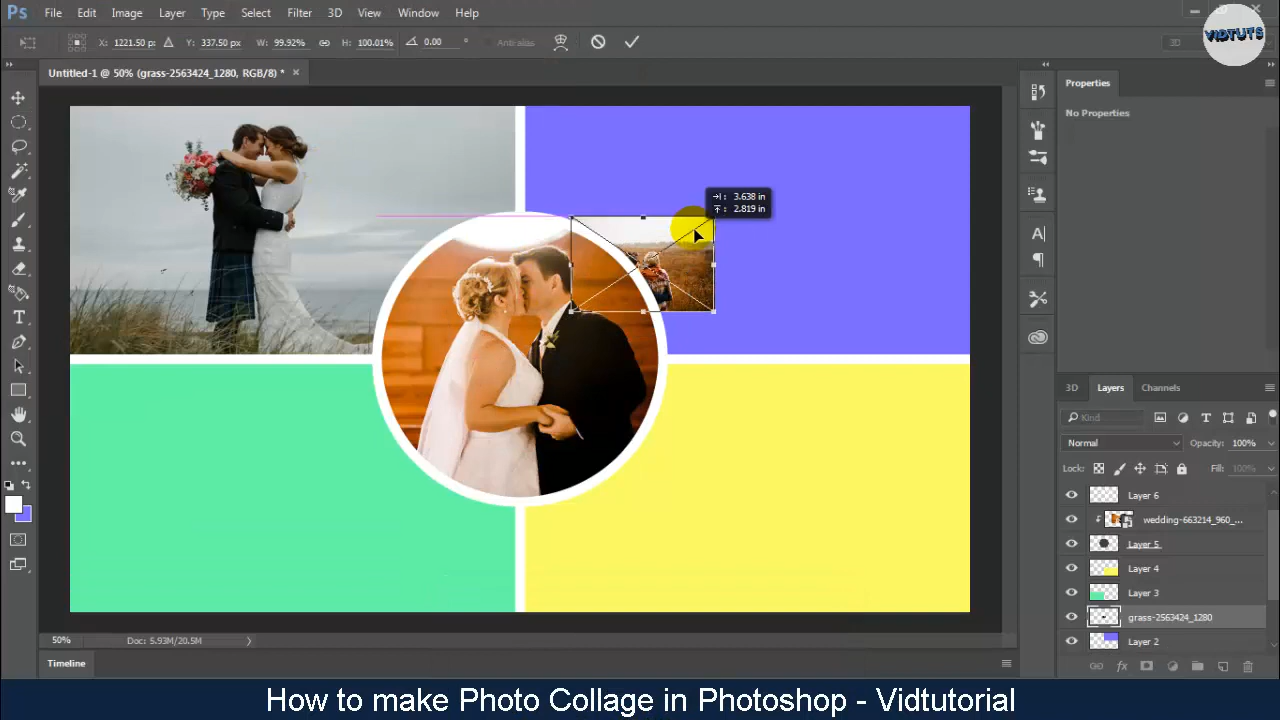 Ps File Edit Image Layer Type Select Filter 3D View Window Help
VIDTUTS
X: 1221.50 px Y: 337.50 px W: 99.92% H: 100.01% 0.00 ° Anti-alias 3D
Untitled-1 @ 50% (grass-2563424_1280, RGB/8) * ×
Properties
No Properties
3.638 in
2.819 in
3D Layers Channels
Kind
Normal Opacity: 100%
Lock: Fill: 100%
Layer 6
wedding-663214_960_...
Layer 5
Layer 4
Layer 3
grass-2563424_1280
Layer 2
50% Doc: 5.93M/20.5M
Timeline
How to make Photo Collage in Photoshop - Vidtutorial